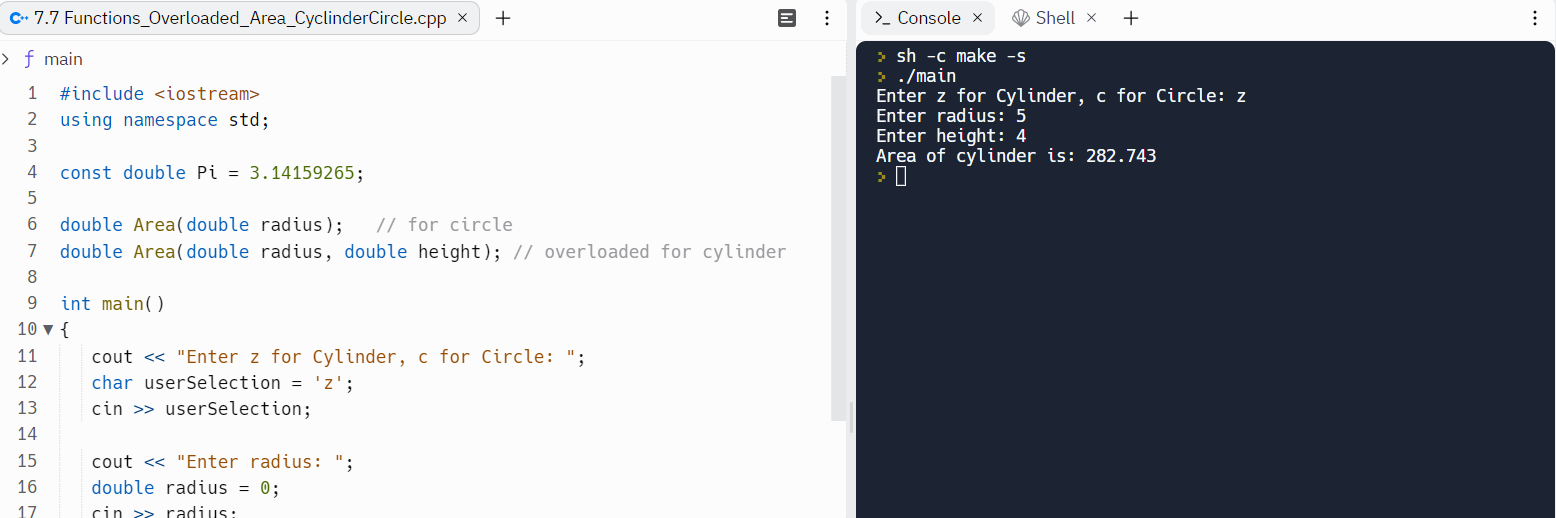 C++ 7.7 Functions_Overloaded_Area_CyclinderCircle.cpp × +
> ƒ main
1 #include <iostream>
2 using namespace std;
3
4 const double Pi = 3.14159265;
5
6 double Area(double radius);   // for circle
7 double Area(double radius, double height); // overloaded for cylinder
8
9 int main()
10 {
11    cout << "Enter z for Cylinder, c for Circle: ";
12    char userSelection = 'z';
13    cin >> userSelection;
14
15    cout << "Enter radius: ";
16    double radius = 0;
17    cin >> radius;
>_ Console × Shell × +
> sh -c make -s
> ./main
Enter z for Cylinder, c for Circle: z
Enter radius: 5
Enter height: 4
Area of cylinder is: 282.743
>